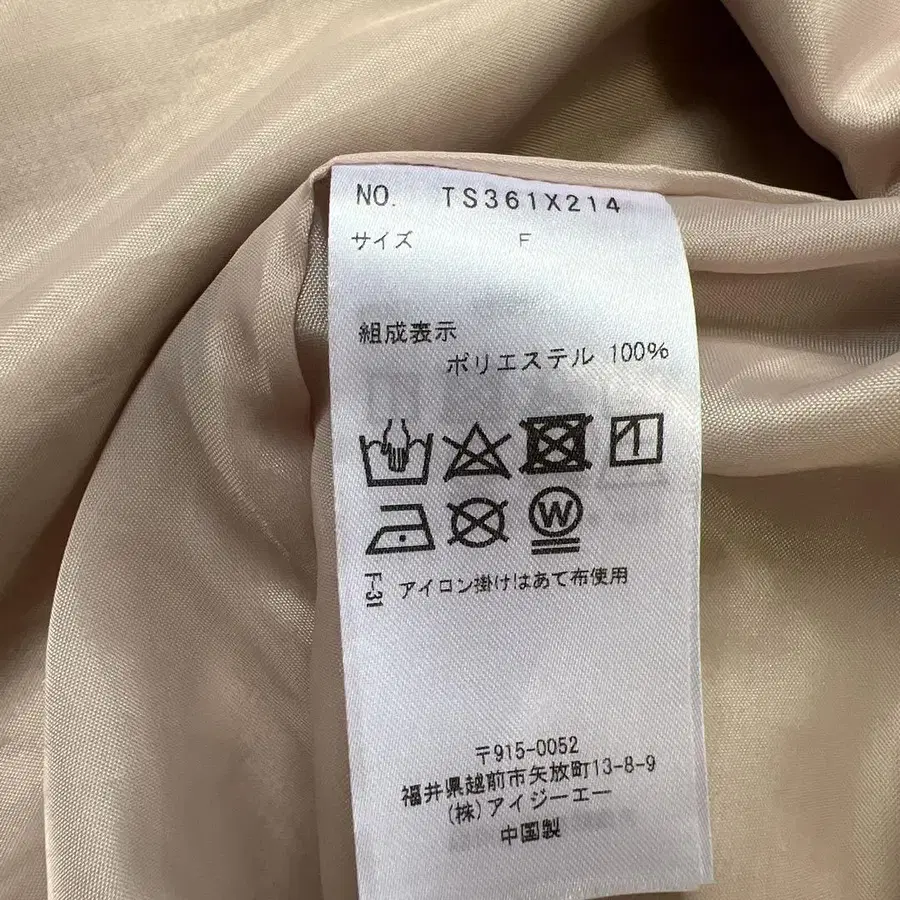 NO. TS361X214
サイズ F
組成表示
ポリエステル 100%
W
アイロン掛けはあて布使用
〒915-0052
福井県越前市矢放町13-8-9
(株)アイジーエー
中国製